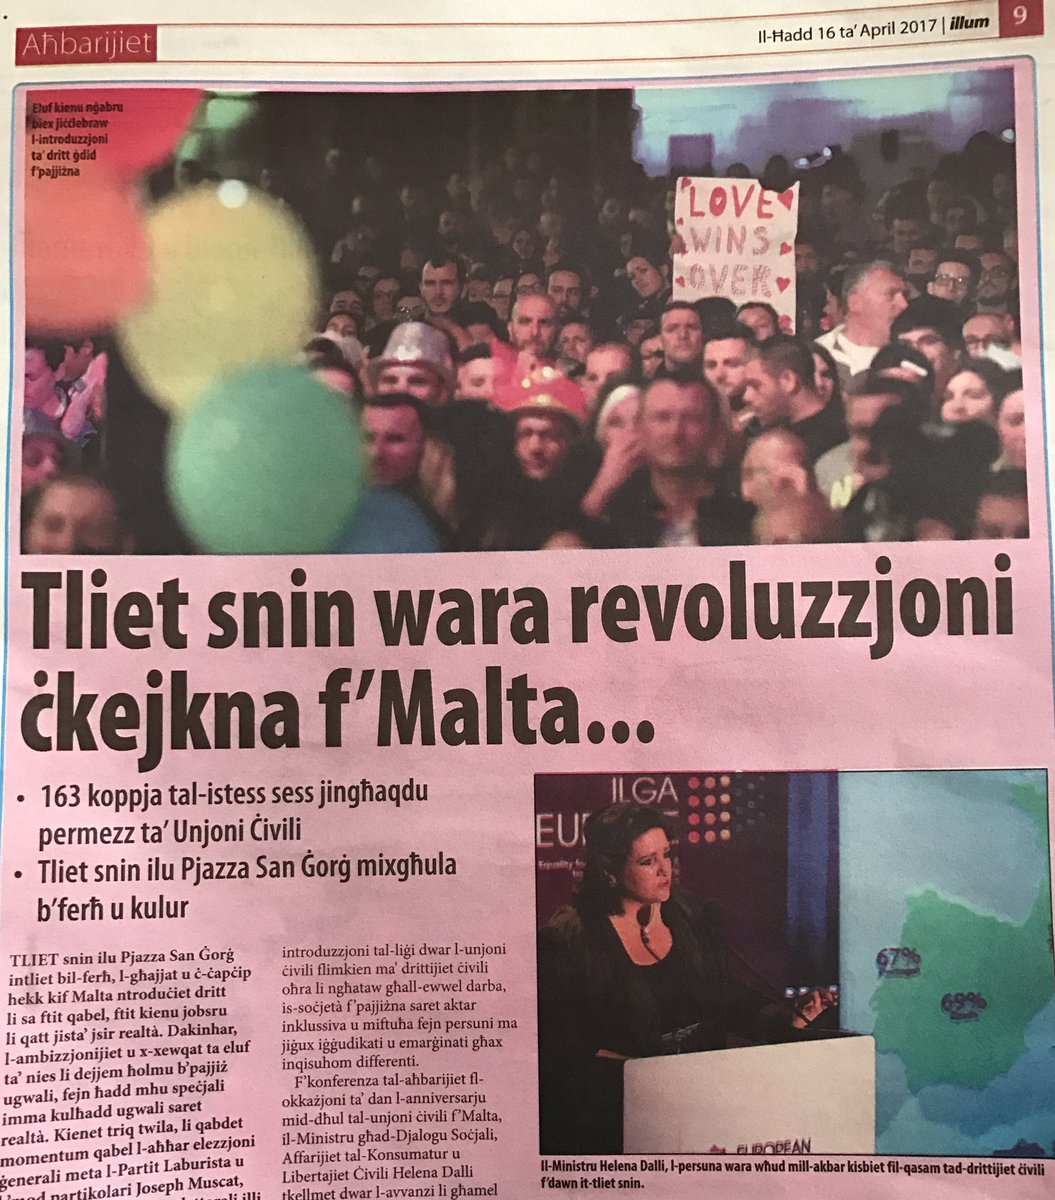 Aħbarijiet
Il-Ħadd 16 ta' April 2017 | illum
9
Eluf kienu nġabru
biex jiċċlebraw
l-introduzzjoni
ta' dritt ġdid
f'pajjiżna
LOVE
WINS
OVER
Tliet snin wara revoluzzjoni
ċkejkna f'Malta...
• 163 koppja tal-istess sess jingħaqdu
permezz ta' Unjoni Ċivili
• Tliet snin ilu Pjazza San Ġorġ mixgħula
b'ferħ u kulur
ILGA
EU
Equality for
67%
69%
EUROPEAN
Il-Ministru Helena Dalli, l-persuna wara wħud mill-akbar kisbiet fil-qasam tad-drittijiet ċivili
f'dawn it-tliet snin.
TLIET snin ilu Pjazza San Ġorġ
intliet bil-ferħ, l-għajjat u ċ-ċapċip
hekk kif Malta ntroduċiet dritt
li sa ftit qabel, ftit kienu jobsru
li qatt jista' jsir realtà. Dakinhar,
l-ambizzjonijiet u x-xewqat ta eluf
ta' nies li dejjem ħolmu b'pajjiż
ugwali, fejn ħadd mhu speċjali
imma kulħadd ugwali saret
realtà. Kienet triq twila, li qabdet
momentum qabel l-aħħar elezzjoni
ġenerali meta l-Partit Laburista u
partikolari Joseph Muscat,
introduzzjoni tal-liġi dwar l-unjoni
ċivili flimkien ma' drittijiet ċivili
oħra li ngħataw għall-ewwel darba,
is-soċjetà f'pajjiżna saret aktar
inklussiva u miftuħa fejn persuni ma
jiġux iġġudikati u emarġinati għax
inqisuhom differenti.
F'konferenza tal-aħbarijiet fl-
okkażjoni ta' dan l-anniversarju
mid-dħul tal-unjoni ċivili f'Malta,
il-Ministru għad-Djalogu Soċjali,
Affarijiet tal-Konsumatur u
Libertajiet Ċivili Helena Dalli
tkellmet dwar l-avvanzi li għamel